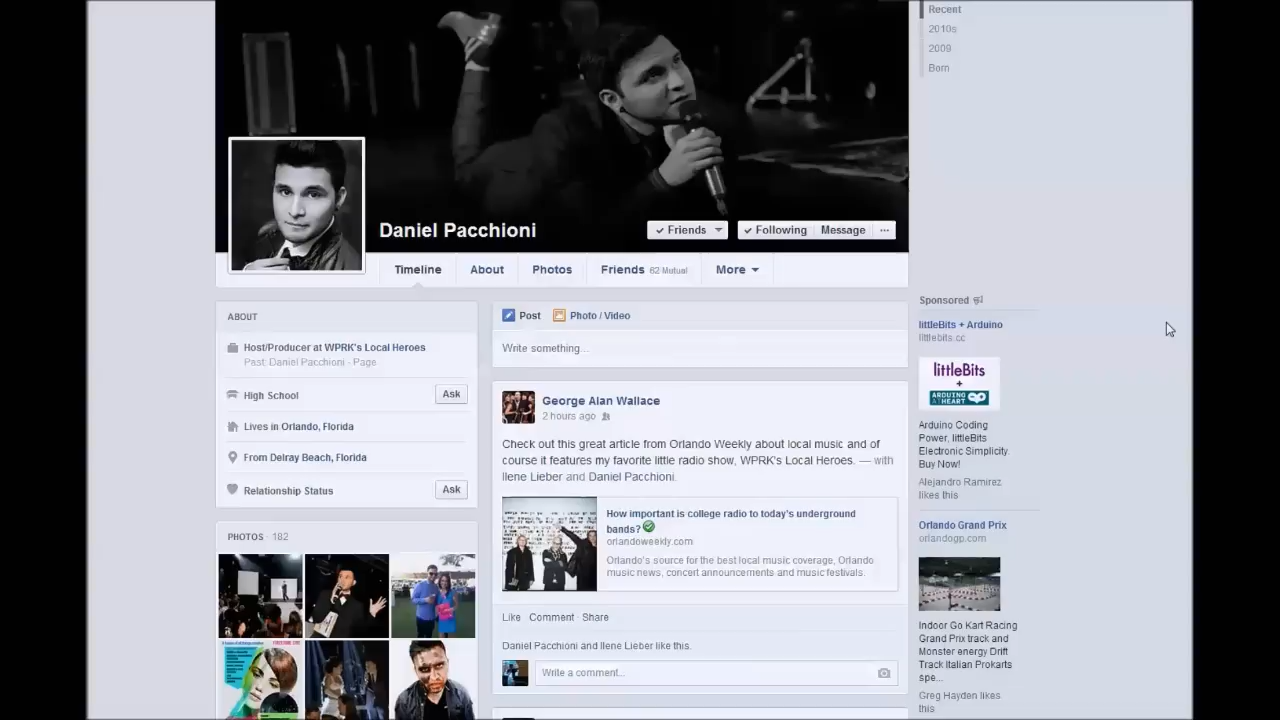 Recent
2010s
2009
Born
Daniel Pacchioni
Friends
Following
Message
...
Timeline
About
Photos
Friends 62 Mutual
More
ABOUT
Host/Producer at WPRK's Local Heroes
Past: Daniel Pacchioni - Page
High School
Ask
Lives in Orlando, Florida
From Delray Beach, Florida
Relationship Status
Ask
PHOTOS · 182
Post
Photo / Video
Write something...
George Alan Wallace
2 hours ago
Check out this great article from Orlando Weekly about local music and of
course it features my favorite little radio show, WPRK's Local Heroes. — with
Ilene Lieber and Daniel Pacchioni.
How important is college radio to today's underground
bands?
orlandoweekly.com
Orlando's source for the best local music coverage, Orlando
music news, concert announcements and music festivals.
Like · Comment · Share
Daniel Pacchioni and Ilene Lieber like this.
Write a comment...
Sponsored
littleBits + Arduino
littlebits.cc
littleBits
+
ARDUINO
AT HEART
Arduino Coding
Power, littleBits
Electronic Simplicity.
Buy Now!
Alejandro Ramirez
likes this
Orlando Grand Prix
orlandogp.com
Indoor Go Kart Racing
Grand Prix track and
Monster energy Drift
Track Italian Prokarts
spe...
Greg Hayden likes
this